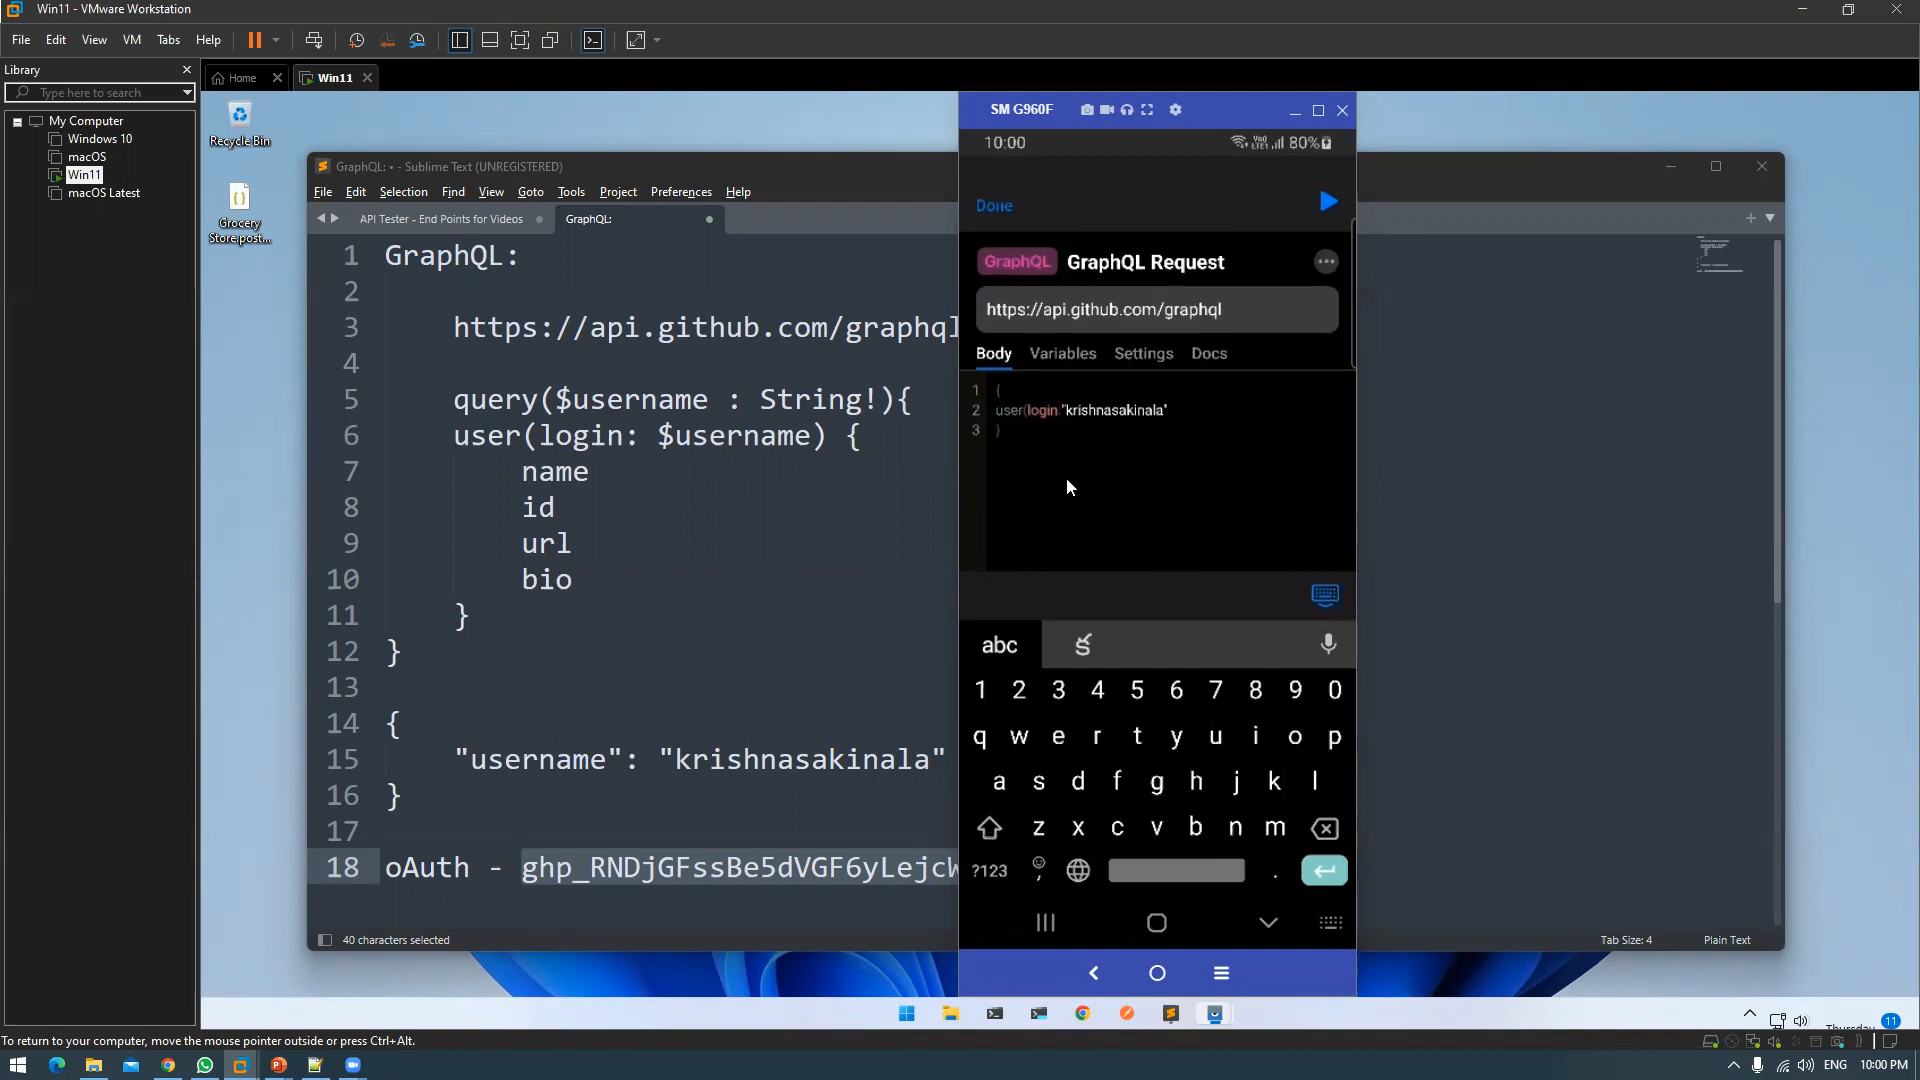 Win11 - VMware Workstation
File Edit View VM Tabs Help
Library
Type here to search
My Computer
Windows 10
macOS
Win11
macOS Latest
Home
Win11
Recycle Bin
Grocery
Store.post...
GraphQL: • - Sublime Text (UNREGISTERED)
File Edit Selection Find View Goto Tools Project Preferences Help
API Tester - End Points for Videos
GraphQL:
1 GraphQL:
2
3 https://api.github.com/graphql
4
5 query($username : String!){
6 user(login: $username) {
7 name
8 id
9 url
10 bio
11 }
12 }
13
14 {
15 "username": "krishnasakinala"
16 }
17
18 oAuth - ghp_RNDjGFssBe5dVGF6yLejcW
40 characters selected
Tab Size: 4
Plain Text
SM G960F
10:00
80%
Done
GraphQL GraphQL Request
https://api.github.com/graphql
Body Variables Settings Docs
1 {
2 user(login:"krishnasakinala"
3 }
abc
1 2 3 4 5 6 7 8 9 0
q w e r t y u i o p
a s d f g h j k l
z x c v b n m
?123 , .
11
To return to your computer, move the mouse pointer outside or press Ctrl+Alt.
ENG 10:00 PM